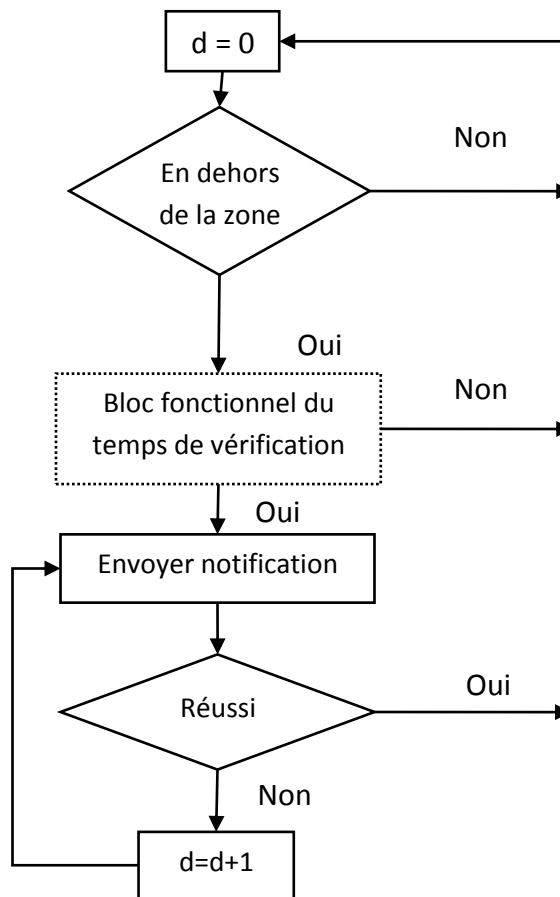 d = 0
Non
En dehors
de la zone
Oui
Non
Bloc fonctionnel du
temps de vérification
Oui
Envoyer notification
Oui
Réussi
Non
d=d+1